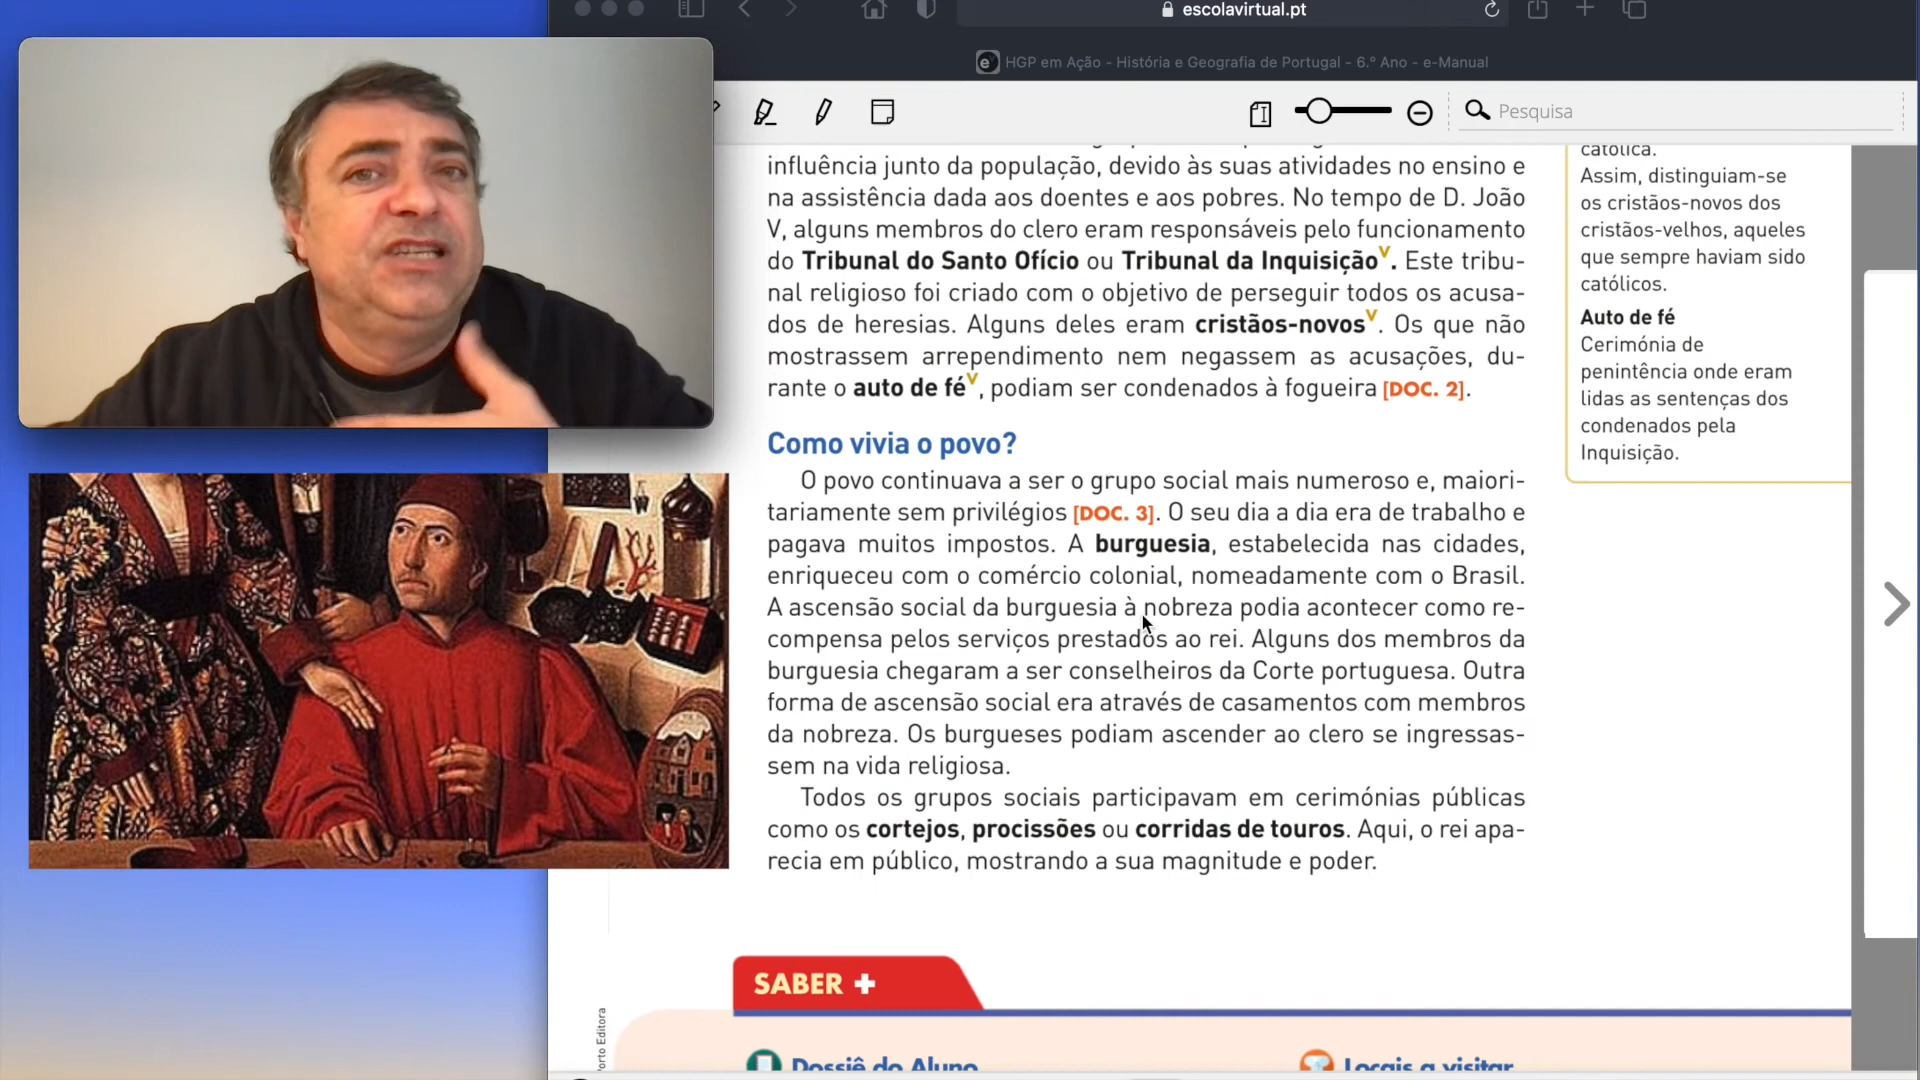 escolavirtual.pt
HGP em Ação - História e Geografia de Portugal - 6.º Ano - e-Manual
Pesquisa
influência junto da população, devido às suas atividades no ensino e
na assistência dada aos doentes e aos pobres. No tempo de D. João
V, alguns membros do clero eram responsáveis pelo funcionamento
do Tribunal do Santo Ofício ou Tribunal da Inquisiçãoᵛ. Este tribu-
nal religioso foi criado com o objetivo de perseguir todos os acusa-
dos de heresias. Alguns deles eram cristãos-novosᵛ. Os que não
mostrassem arrependimento nem negassem as acusações, du-
rante o auto de féᵛ, podiam ser condenados à fogueira [DOC. 2].
Como vivia o povo?
O povo continuava a ser o grupo social mais numeroso e, maiori-
tariamente sem privilégios [DOC. 3]. O seu dia a dia era de trabalho e
pagava muitos impostos. A burguesia, estabelecida nas cidades,
enriqueceu com o comércio colonial, nomeadamente com o Brasil.
A ascensão social da burguesia à nobreza podia acontecer como re-
compensa pelos serviços prestados ao rei. Alguns dos membros da
burguesia chegaram a ser conselheiros da Corte portuguesa. Outra
forma de ascensão social era através de casamentos com membros
da nobreza. Os burgueses podiam ascender ao clero se ingressas-
sem na vida religiosa.
Todos os grupos sociais participavam em cerimónias públicas
como os cortejos, procissões ou corridas de touros. Aqui, o rei apa-
recia em público, mostrando a sua magnitude e poder.
católica.
Assim, distinguiam-se
os cristãos-novos dos
cristãos-velhos, aqueles
que sempre haviam sido
católicos.
Auto de fé
Cerimónia de
penintência onde eram
lidas as sentenças dos
condenados pela
Inquisição.
SABER +
Dossiê do Aluno
Locais a visitar
orto Editora